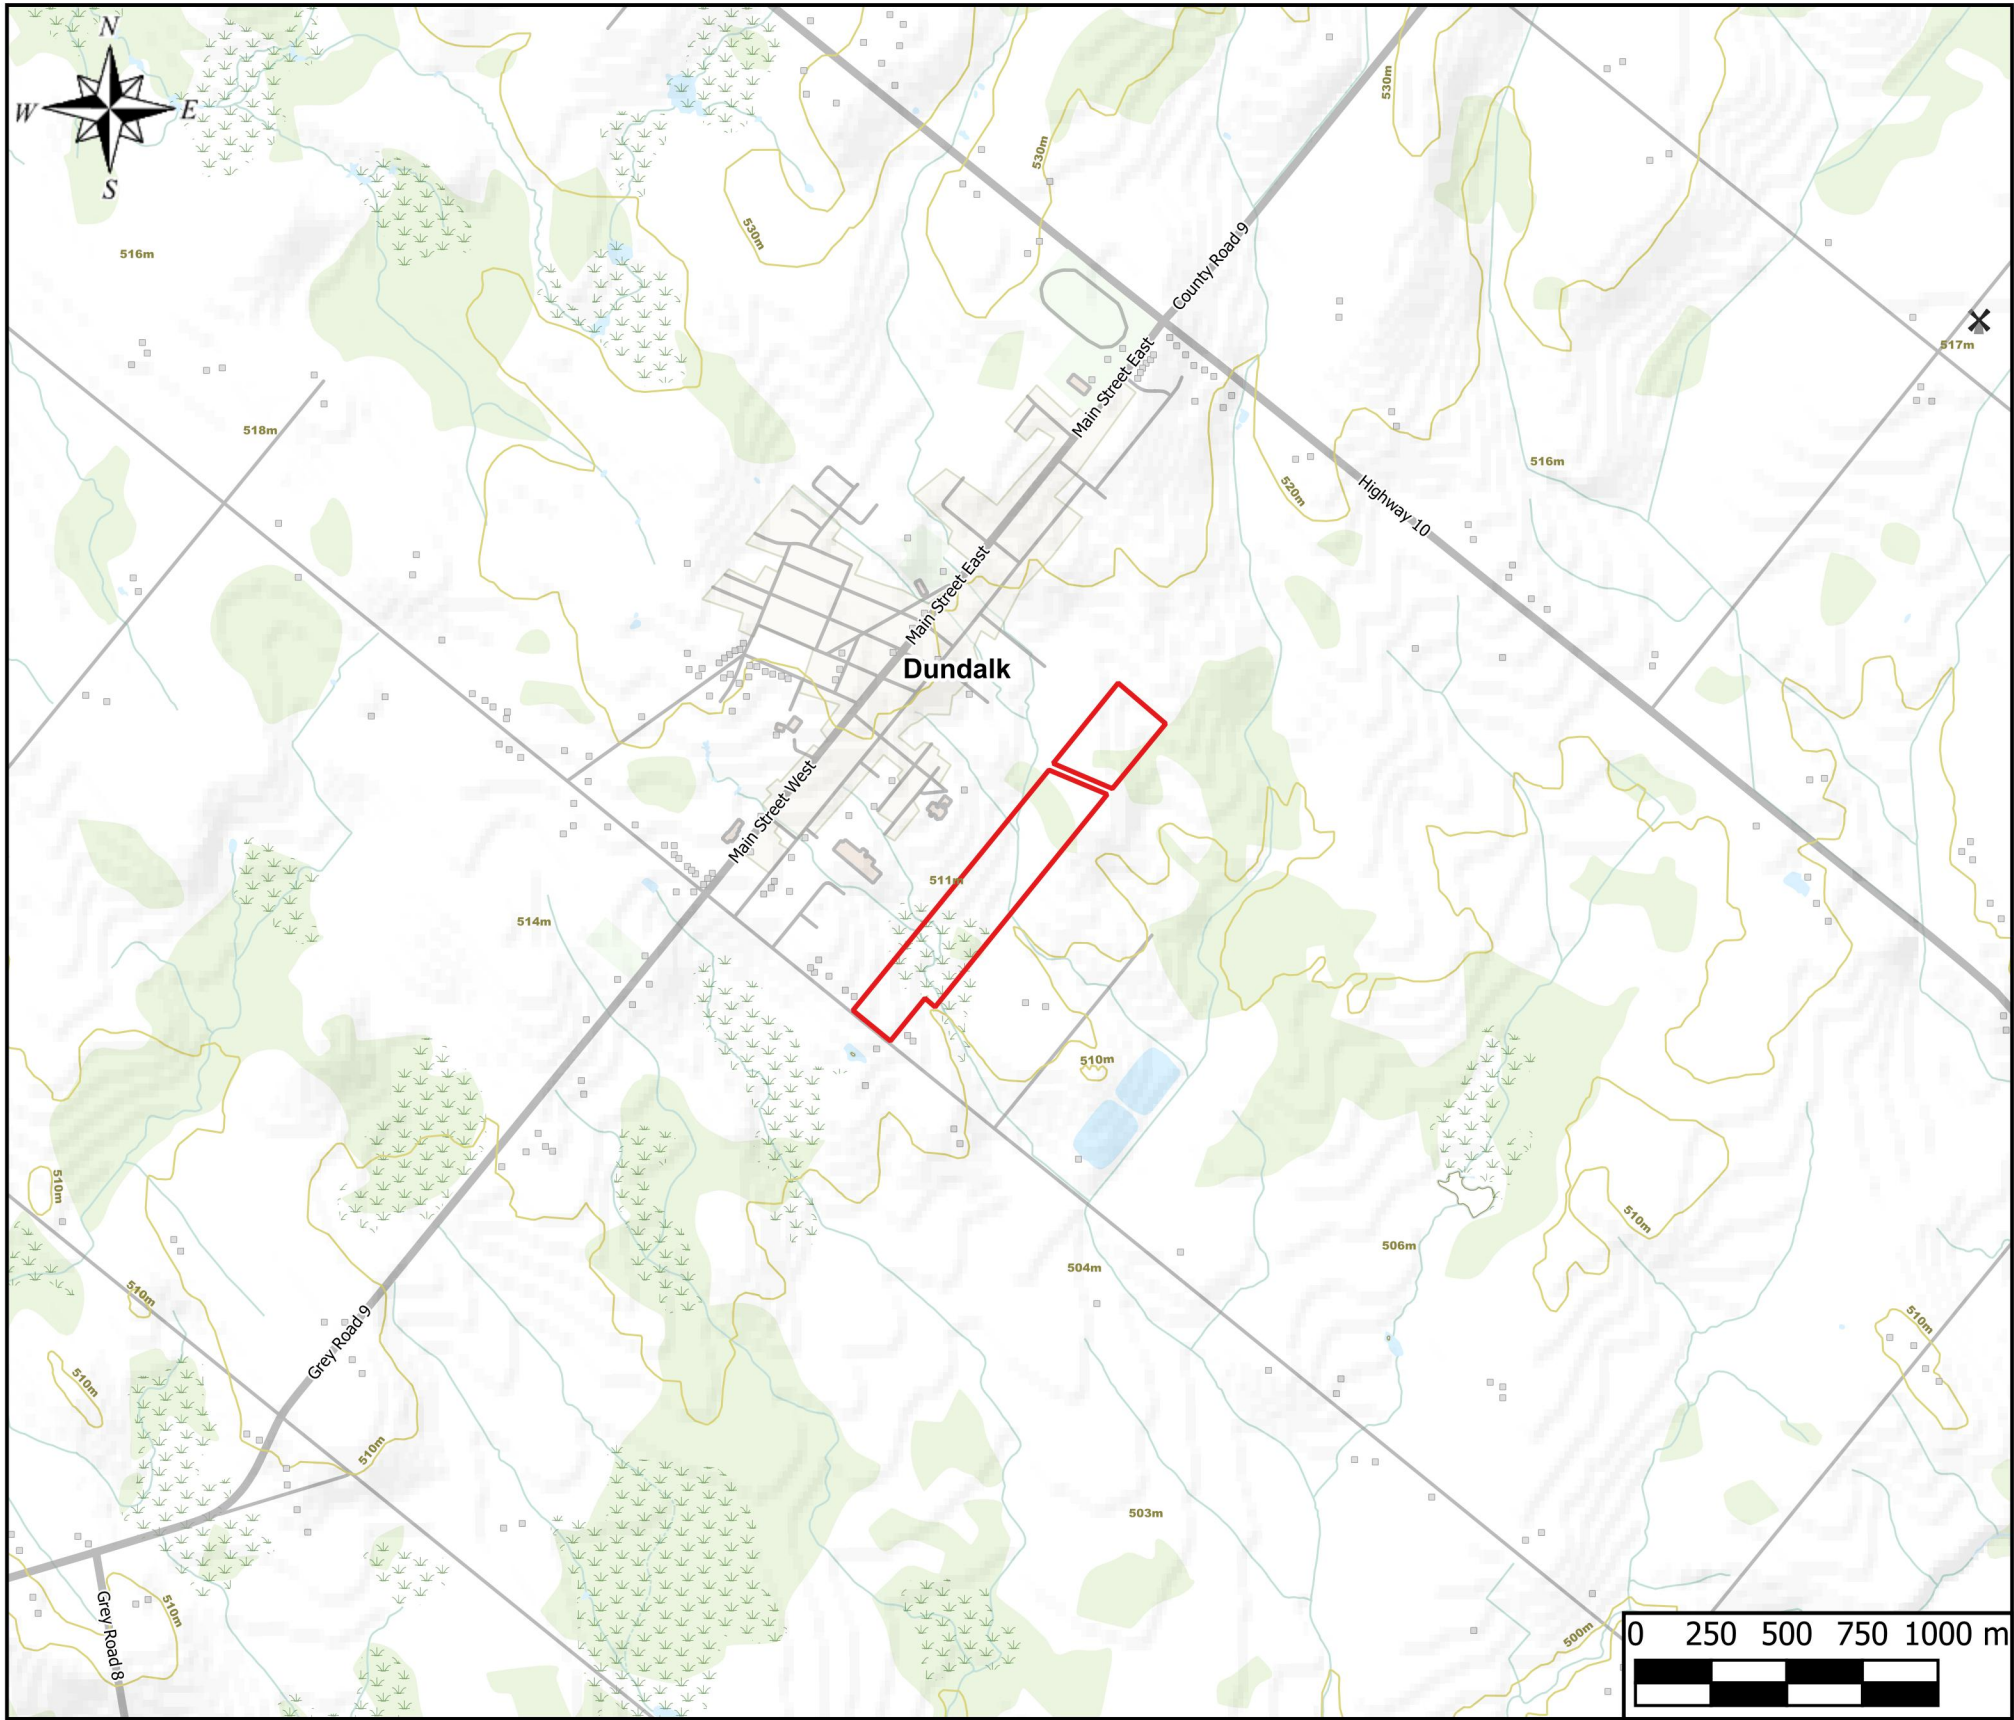 N
530m
W
E
530m
S
530m
County Road 9
516m
517m
Main Street East
518m
516m
520m
Highway 10
Main Street East
Dundalk
Main Street West
511m
514m
510m
510m
510m
506m
504m
510m
Grey Road 9
510m
510m
510m
503m
Grey Road 8
510m
500m
0 250 500 750 1000 m